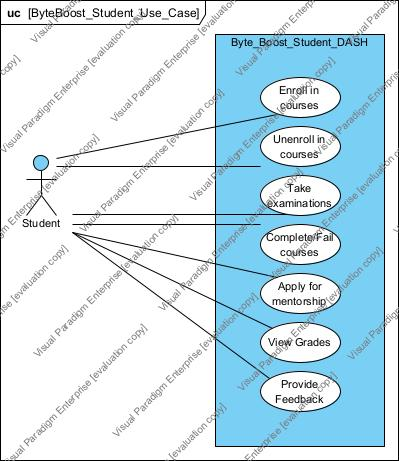 uc [ByteBoost_Student_Use_Case]
Byte_Boost_Student_DASH
Enroll in
courses
Unenroll in
courses
Take
examinations
Complete/Fail
courses
Apply for
mentorship
View Grades
Provide
Feedback
Student
Visual Paradigm Enterprise [evaluation copy]